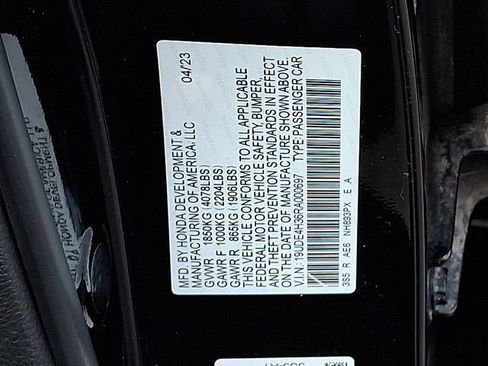 MFD. BY HONDA DEVELOPMENT & 04/23
MANUFACTURING OF AMERICA, LLC
GVWR 1850KG (4078LBS)
GAWR F 1000KG (2204LBS)
GAWR R 865KG (1906LBS)
THIS VEHICLE CONFORMS TO ALL APPLICABLE
FEDERAL MOTOR VEHICLE SAFETY, BUMPER,
AND THEFT PREVENTION STANDARDS IN EFFECT
ON THE DATE OF MANUFACTURE SHOWN ABOVE.
V.I.N.: 19UDE4H36RA000697 TYPE:PASSENGER CAR
3S5 R AE6 NH893PX E A